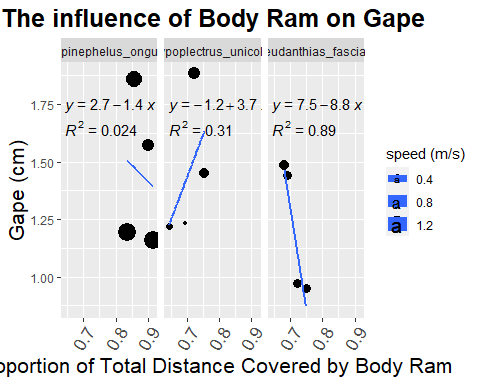 The influence of Body Ram on Gape
pinephelus_ongu
poplectrus_unicol
eudanthias_fascia
y = 2.7 − 1.4 x
R² = 0.024
y = −1.2 + 3.7
R² = 0.31
y = 7.5 − 8.8 x
R² = 0.89
Gape (cm)
1.75
1.50
1.25
1.00
0.7 0.8 0.9
0.7 0.8 0.9
0.7 0.8 0.9
oportion of Total Distance Covered by Body Ram
speed (m/s)
a 0.4
a 0.8
a 1.2